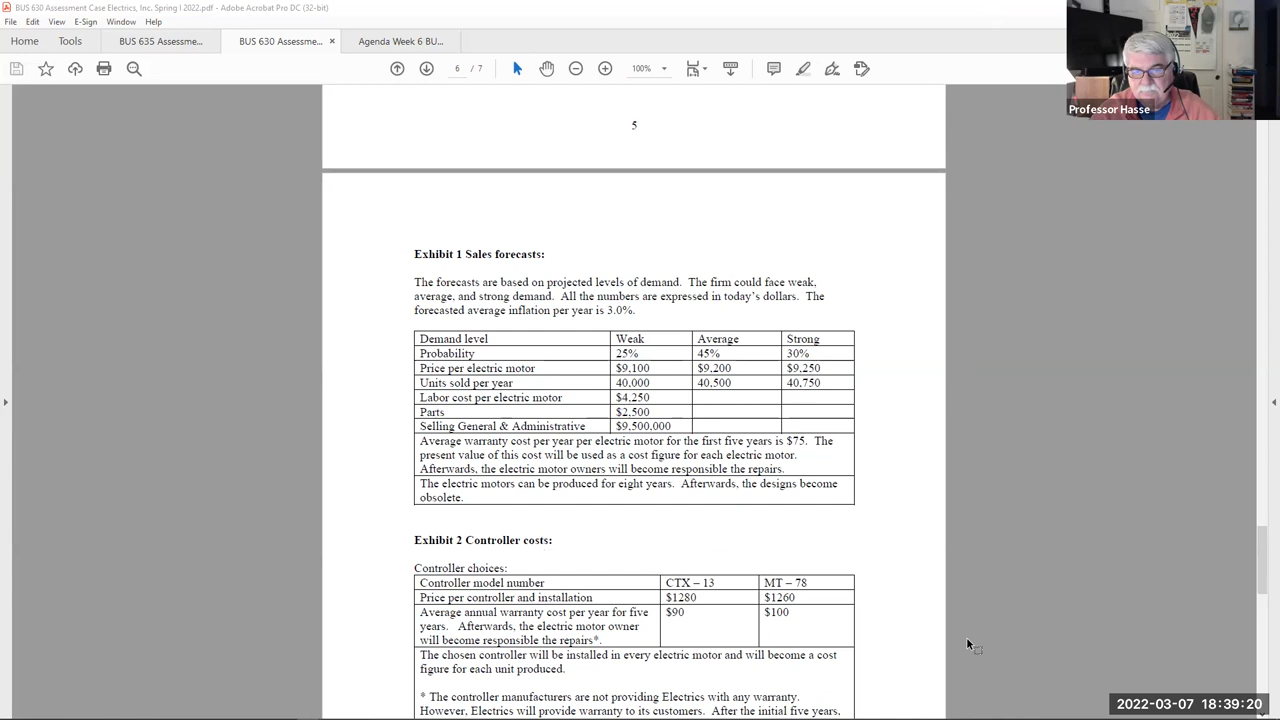 BUS 630 Assessment Case Electrics, Inc. Spring I 2022.pdf - Adobe Acrobat Pro DC (32-bit)
File Edit View E-Sign Window Help
Home Tools BUS 635 Assessme... BUS 630 Assessme... × Agenda Week 6 BU...
6 / 7 100%
Professor Hasse
5
Exhibit 1 Sales forecasts:
The forecasts are based on projected levels of demand. The firm could face weak,
average, and strong demand. All the numbers are expressed in today's dollars. The
forecasted average inflation per year is 3.0%.
Demand level Weak Average Strong
Probability 25% 45% 30%
Price per electric motor $9,100 $9,200 $9,250
Units sold per year 40,000 40,500 40,750
Labor cost per electric motor $4,250
Parts $2,500
Selling General & Administrative $9,500,000
Average warranty cost per year per electric motor for the first five years is $75. The
present value of this cost will be used as a cost figure for each electric motor.
Afterwards, the electric motor owners will become responsible the repairs.
The electric motors can be produced for eight years. Afterwards, the designs become
obsolete.
Exhibit 2 Controller costs:
Controller choices:
Controller model number CTX – 13 MT – 78
Price per controller and installation $1280 $1260
Average annual warranty cost per year for five $90 $100
years. Afterwards, the electric motor owner
will become responsible the repairs*.
The chosen controller will be installed in every electric motor and will become a cost
figure for each unit produced.
* The controller manufacturers are not providing Electrics with any warranty.
However, Electrics will provide warranty to its customers. After the initial five years,
2022-03-07 18:39:20